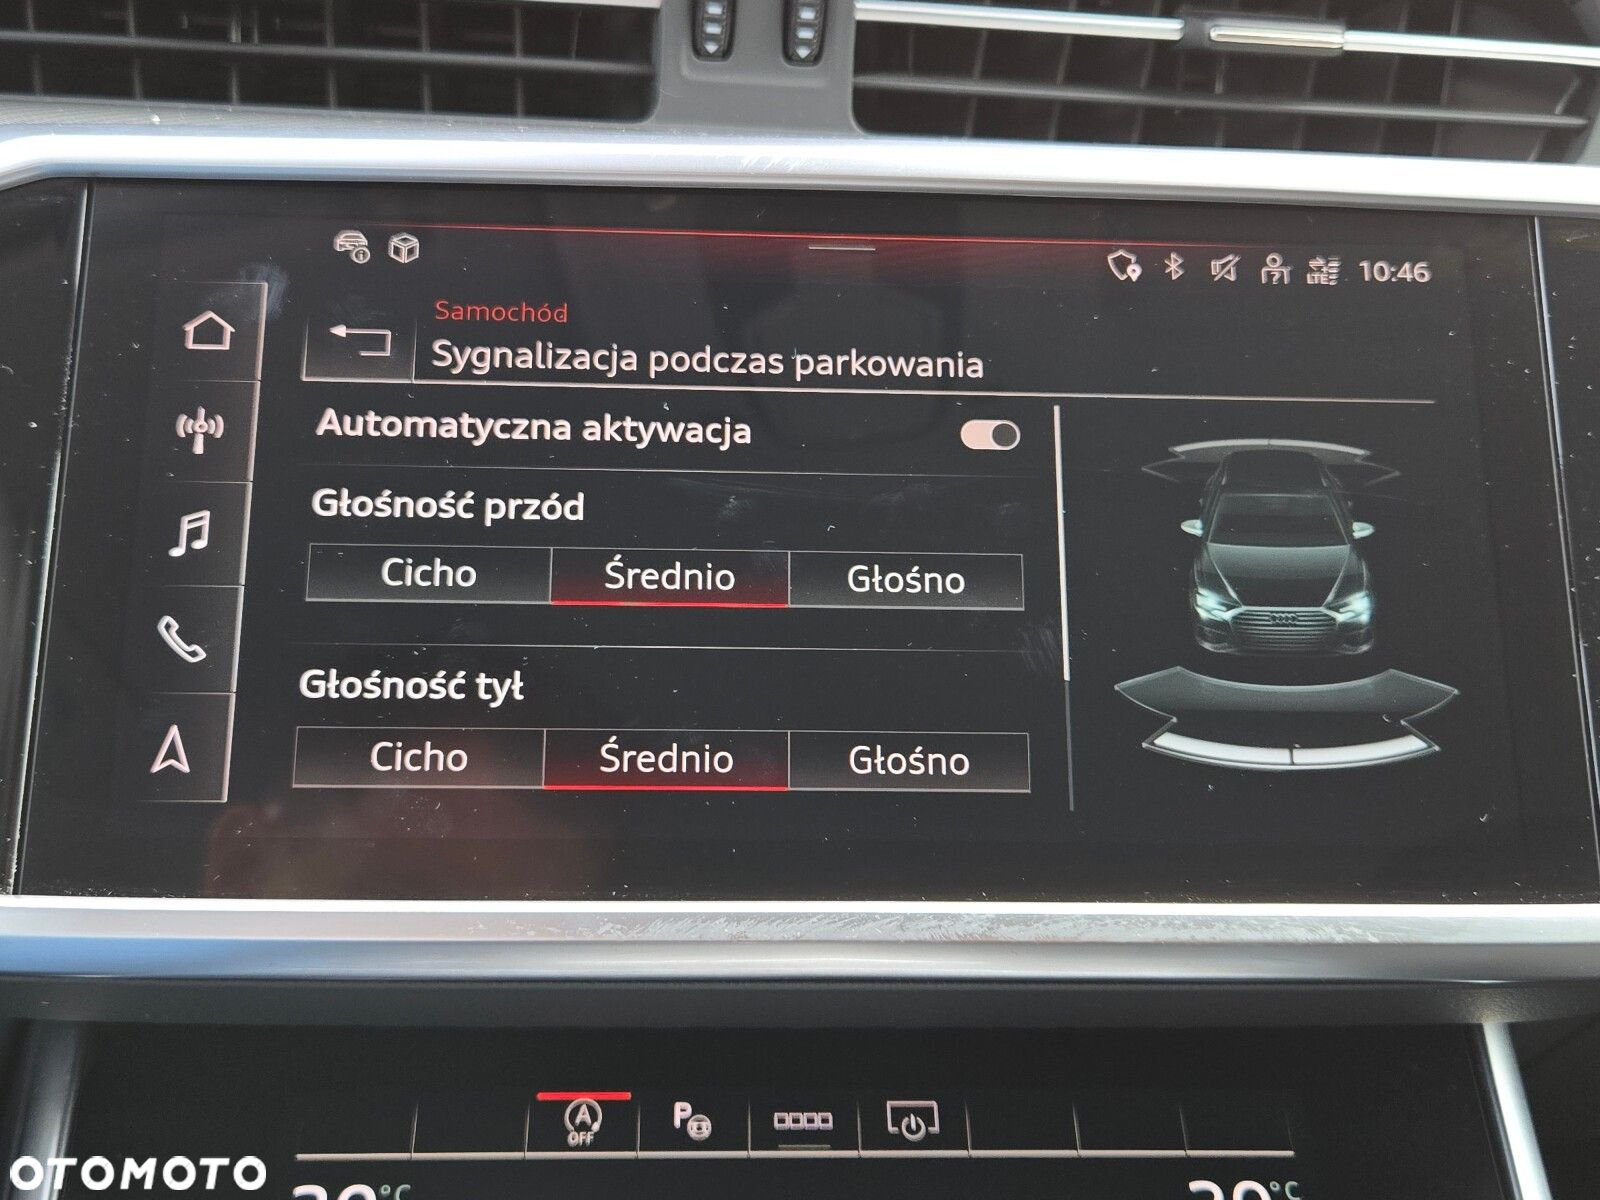 LTE
10:46
Samochód
Sygnalizacja podczas parkowania
Automatyczna aktywacja
Głośność przód
Cicho
Średnio
Głośno
Głośność tył
Cicho
Średnio
Głośno
A
OFF
P
°C
°C
OTOMOTO